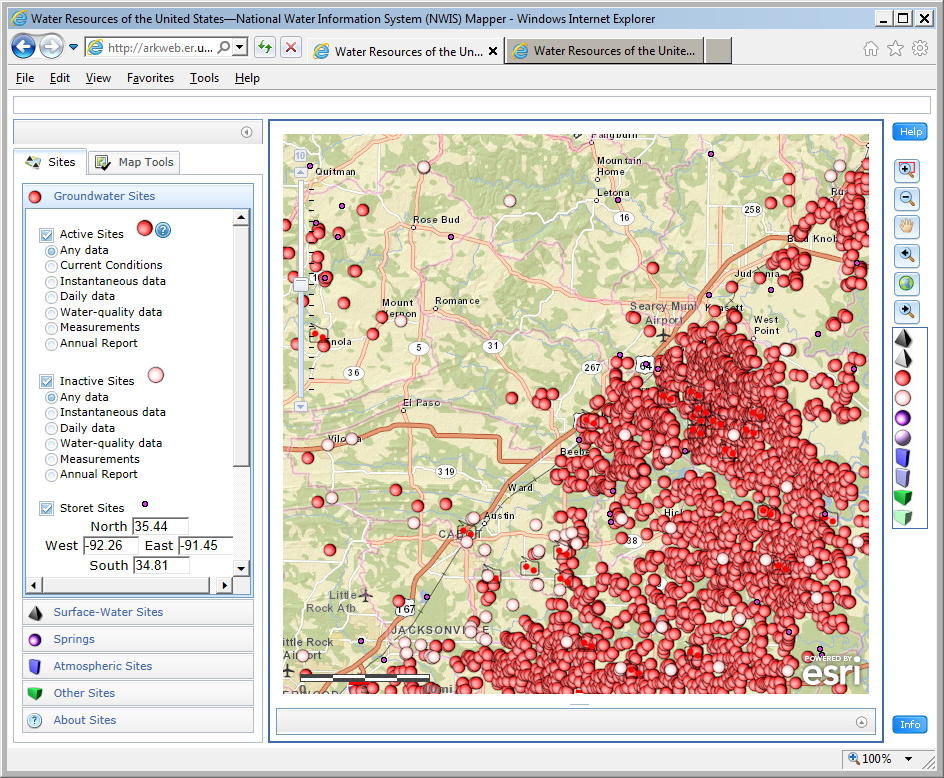 Water Resources of the United States—National Water Information System (NWIS) Mapper - Windows Internet Explorer
http://arkweb.er.u...
Water Resources of the Un...
Water Resources of the Unite...
File Edit View Favorites Tools Help
Help
Sites
Map Tools
Groundwater Sites
Active Sites
Any data
Current Conditions
Instantaneous data
Daily data
Water-quality data
Measurements
Annual Report
Inactive Sites
Any data
Instantaneous data
Daily data
Water-quality data
Measurements
Annual Report
Storet Sites
North 35.44
West -92.26 East -91.45
South 34.81
Surface-Water Sites
Springs
Atmospheric Sites
Other Sites
About Sites
10
Pangburn
Quitman
Mountain
Home
Letona
16
258
Rose Bud
Bald Knob
Judsonia
Mount
Vernon
Romance
Searcy Muni
Airport
Kensett
West
Point
5
31
267
36
El Paso
Vilonia
319
Beebe
Ward
Austin
CABOT
38
Little
Rock Afb
167
JACKSONVILLE
Little Rock
Airport
0
POWERED BY
esri
Info
100%